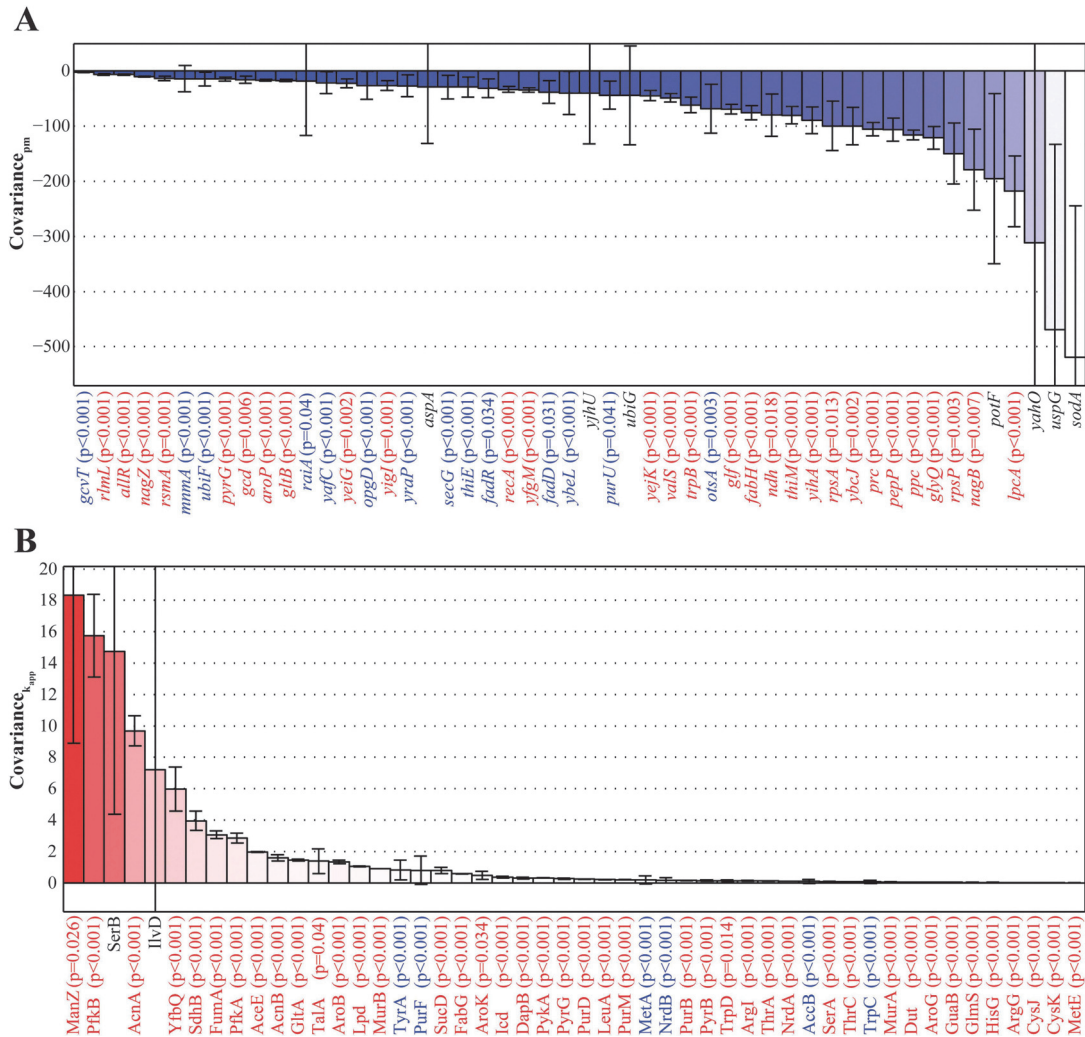 A
0
−100
−200
−300
−400
−500
Covariancepm
gcvT (p<0.001)
rlmL (p<0.001)
allR (p<0.001)
nagZ (p<0.001)
rsmA (p=0.001)
mnmA (p<0.001)
ubiF (p<0.001)
pyrG (p<0.001)
gcd (p=0.006)
aroP (p<0.001)
gltB (p<0.001)
raiA (p=0.04)
yafC (p<0.001)
yeiG (p=0.002)
opgD (p<0.001)
yigI (p<0.001)
yraP (p<0.001)
aspA
secG (p<0.001)
thiE (p<0.001)
fadR (p=0.034)
recA (p<0.001)
yfgM (p<0.001)
fadD (p=0.031)
ybeL (p<0.001)
yjhU
purU (p=0.041)
ubiG
yejK (p<0.001)
valS (p<0.001)
trpB (p<0.001)
otsA (p=0.003)
glf (p<0.001)
fabH (p<0.001)
ndh (p=0.018)
thiM (p<0.001)
yihA (p<0.001)
rpsA (p=0.013)
ybcJ (p=0.002)
prc (p<0.001)
pepP (p<0.001)
ppc (p<0.001)
glyQ (p<0.001)
rpsP (p=0.003)
nagB (p=0.007)
potF
lpcA (p<0.001)
yahO
uspG
sodA
B
20
18
16
14
12
10
8
6
4
2
0
Covariancekapp
ManZ (p=0.026)
PfkB (p<0.001)
SerB
AcnA (p<0.001)
IlvD
YbtQ (p<0.001)
SdhB (p<0.001)
FumA (p<0.001)
PfkA (p<0.001)
AceE (p<0.001)
AcnB (p<0.001)
GltA (p<0.001)
TalA (p=0.04)
AroB (p<0.001)
Lpd (p<0.001)
MurB (p<0.001)
TyrA (p<0.001)
PurF (p<0.001)
SucD (p<0.001)
FabG (p<0.001)
AroK (p=0.034)
Icd (p<0.001)
DapB (p<0.001)
PykA (p<0.001)
PyrG (p<0.001)
PurD (p<0.001)
LeuA (p<0.001)
PurM (p<0.001)
MetA (p<0.001)
NrdB (p<0.001)
PurB (p<0.001)
PyrB (p<0.001)
TrpD (p=0.014)
ArgI (p<0.001)
ThrA (p<0.001)
NrdA (p<0.001)
AccB (p<0.001)
SerA (p<0.001)
ThrC (p<0.001)
TrpC (p<0.001)
MurA (p<0.001)
Dut (p<0.001)
AroG (p<0.001)
GuaB (p<0.001)
GlmS (p<0.001)
HisG (p<0.001)
ArgG (p<0.001)
CysJ (p<0.001)
CysK (p<0.001)
MetE (p<0.001)